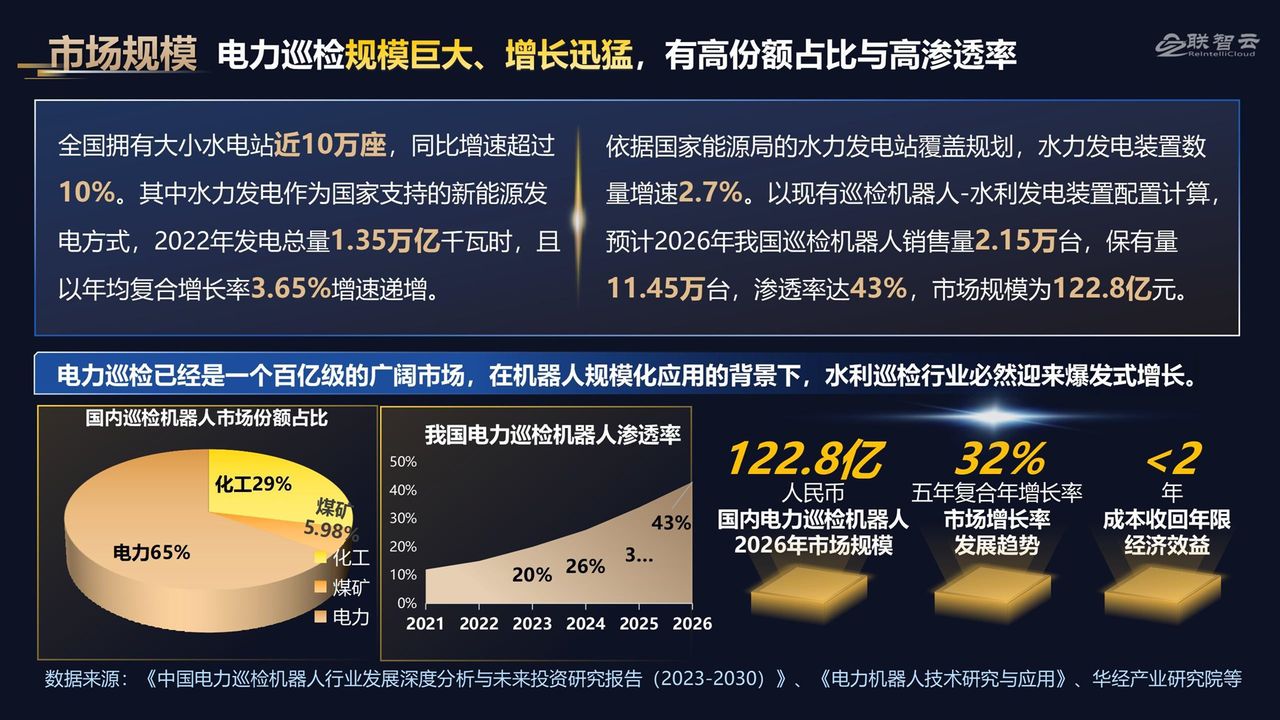 市场规模 电力巡检规模巨大、增长迅猛，有高份额占比与高渗透率
联智云
ReIntelliCloud
全国拥有大小水电站近10万座，同比增速超过
10%。其中水力发电作为国家支持的新能源发
电方式，2022年发电总量1.35万亿千瓦时，且
以年均复合增长率3.65%增速递增。
依据国家能源局的水力发电站覆盖规划，水力发电装置数
量增速2.7%。以现有巡检机器人-水利发电装置配置计算，
预计2026年我国巡检机器人销售量2.15万台，保有量
11.45万台，渗透率达43%，市场规模为122.8亿元。
电力巡检已经是一个百亿级的广阔市场，在机器人规模化应用的背景下，水利巡检行业必然迎来爆发式增长。
国内巡检机器人市场份额占比
化工29%
煤矿
5.98%
电力65%
化工
煤矿
电力
我国电力巡检机器人渗透率
50%
40%
30%
20%
10%
0%
20%
26%
3...
43%
2021 2022 2023 2024 2025 2026
122.8亿
人民币
国内电力巡检机器人
2026年市场规模
32%
五年复合年增长率
市场增长率
发展趋势
<2
年
成本收回年限
经济效益
数据来源：《中国电力巡检机器人行业发展深度分析与未来投资研究报告（2023-2030）》、《电力机器人技术研究与应用》、华经产业研究院等